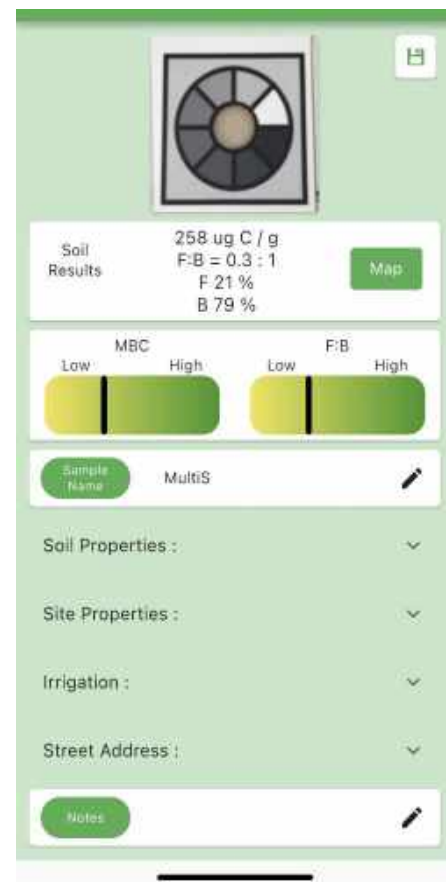 Soil
Results
258 ug C / g
F:B = 0.3 : 1
F 21 %
B 79 %
Map
MBC
Low High
F:B
Low High
Sample
Name
MultiS
Soil Properties :
Site Properties :
Irrigation :
Street Address :
Notes